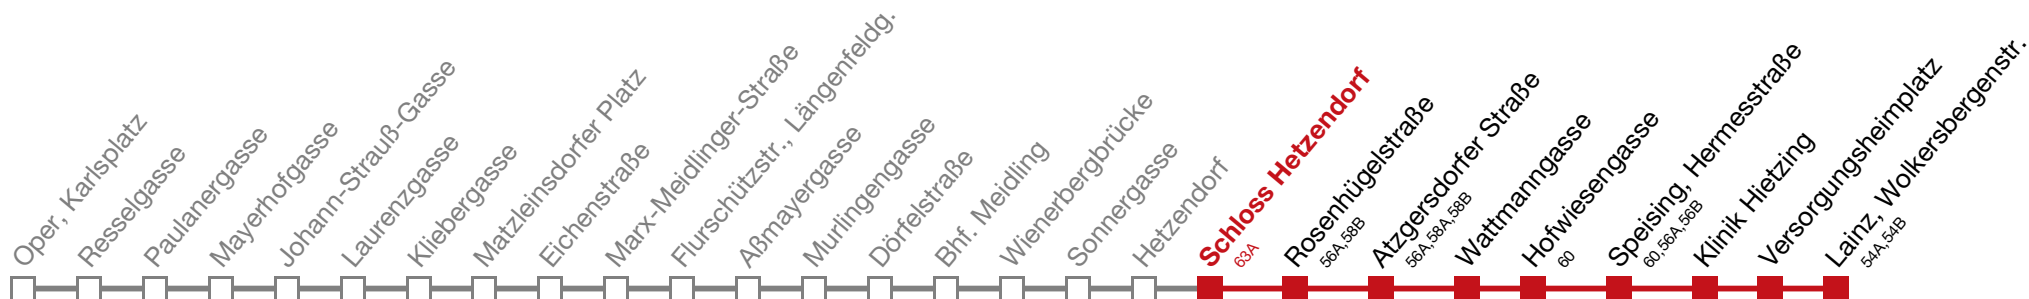 Oper, Karlsplatz
Resselgasse
Paulanergasse
Mayerhofgasse
Johann-Strauß-Gasse
Laurenzgasse
Kliebergasse
Matzleinsdorfer Platz
Eichenstraße
Marx-Meidlinger-Straße
Flurschützstr., Längenfeldg.
Aßmayergasse
Murlingengasse
Dörfelstraße
Bhf. Meidling
Wienerbergbrücke
Sonnergasse
Hetzendorf
Schloss Hetzendorf
63A
Rosenhügelstraße
56A,58B
Atzgersdorfer Straße
56A,58A,58B
Wattmanngasse
Hofwiesengasse
60
Speising, Hermesstraße
60,56A,56B
Klinik Hietzing
Versorgungsheimplatz
Lainz, Wolkersbergenstr.
54A,54B